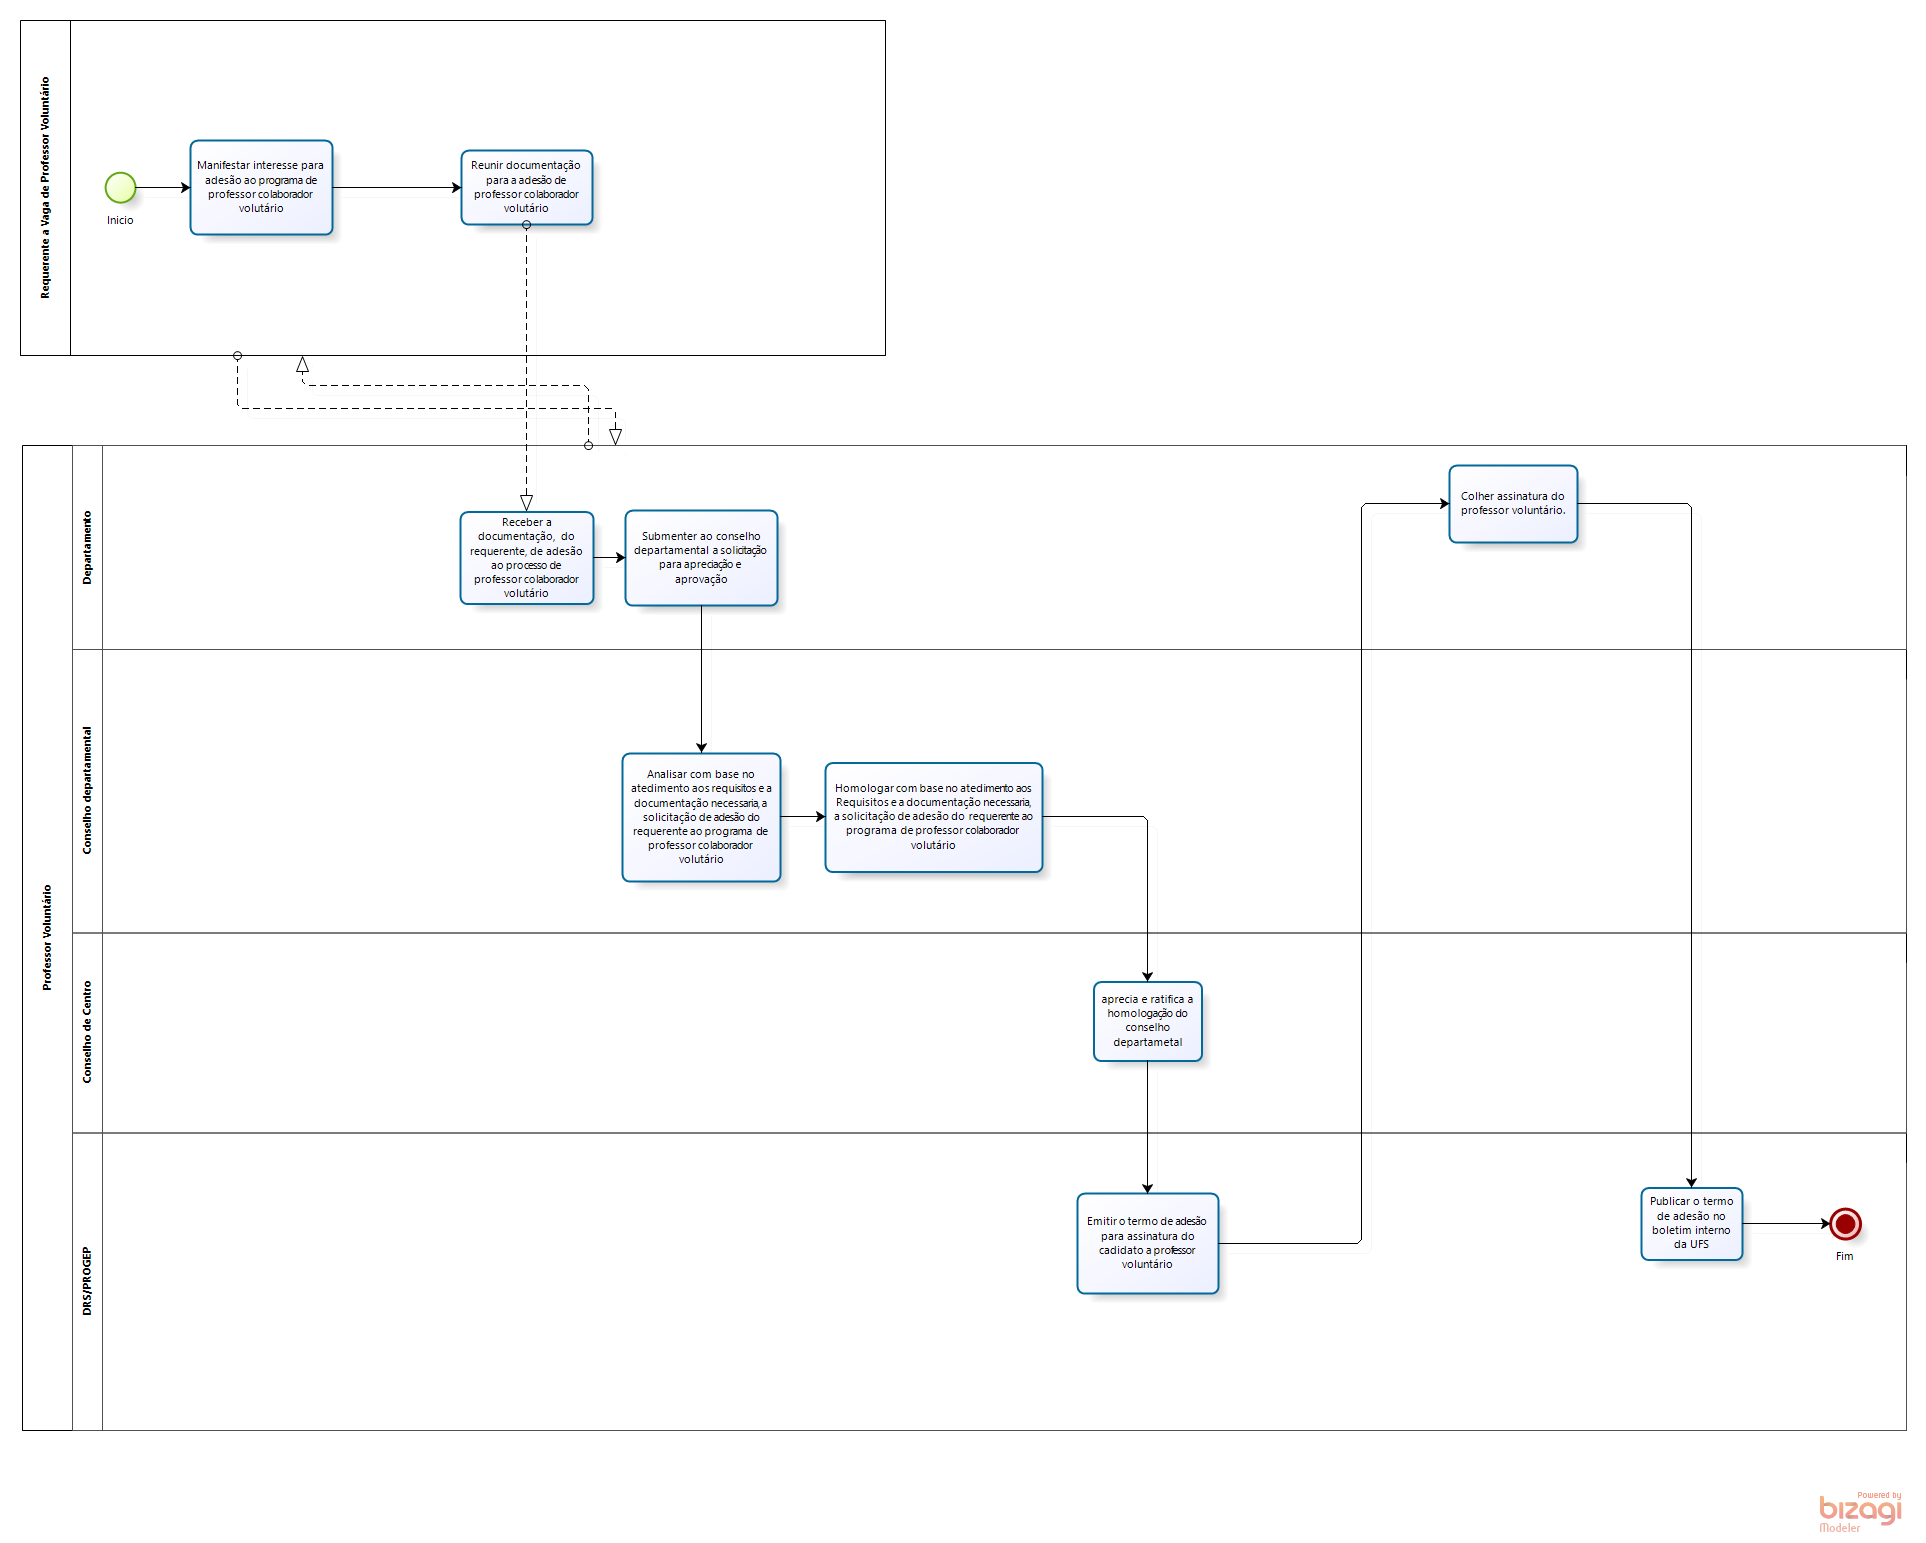 Requerente a Vaga de Professor Voluntário
Inicio
Manifestar interesse para
adesão ao programa de
professor colaborador
volutário
Reunir documentação
para a adesão de
professor colaborador
volutário
Professor Voluntário
Departamento
Receber a
documentação, do
requerente, de adesão
ao processo de
professor colaborador
volutário
Submenter ao conselho
departamental a solicitação
para apreciação e
aprovação
Colher assinatura do
professor voluntário.
Conselho departamental
Analisar com base no
atedimento aos requisitos e a
documentação necessaria, a
solicitação de adesão do
requerente ao programa de
professor colaborador
volutário
Homologar com base no atedimento aos
Requisitos e a documentação necessaria,
a solicitação de adesão do requerente ao
programa de professor colaborador
volutário
Conselho de Centro
aprecia e ratifica a
homologação do
conselho
departametal
DRS/PROGEP
Emitir o termo de adesão
para assinatura do
cadidato a professor
voluntário
Publicar o termo
de adesão no
boletim interno
da UFS
Fim
Powered by
bizagi
Modeler